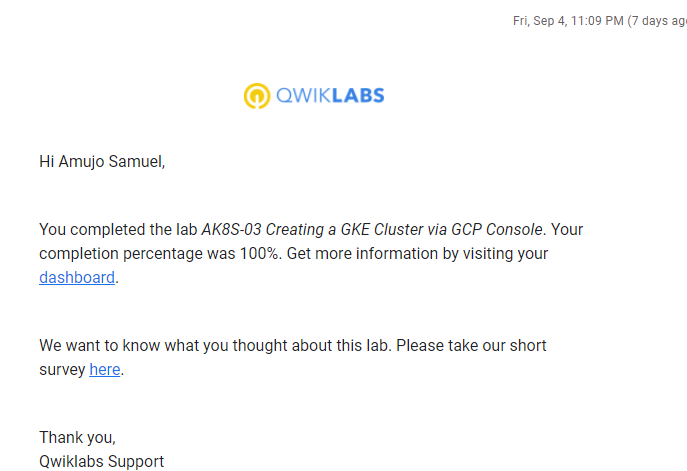 Fri, Sep 4, 11:09 PM (7 days ago
QWIKLABS
Hi Amujo Samuel,
You completed the lab AK8S-03 Creating a GKE Cluster via GCP Console. Your
completion percentage was 100%. Get more information by visiting your
dashboard.
We want to know what you thought about this lab. Please take our short
survey here.
Thank you,
Qwiklabs Support